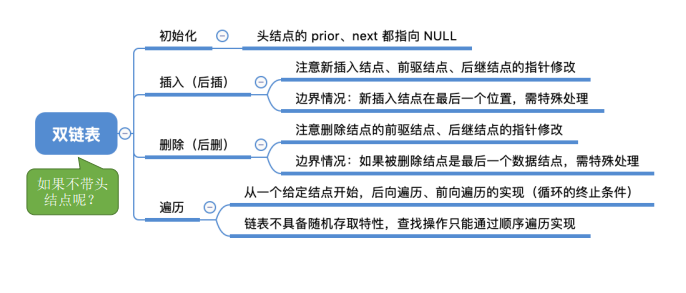 初始化
头结点的 prior、next 都指向 NULL
插入（后插）
注意新插入结点、前驱结点、后继结点的指针修改
边界情况：新插入结点在最后一个位置，需特殊处理
双链表
删除（后删）
注意删除结点的前驱结点、后继结点的指针修改
边界情况：如果被删除结点是最后一个数据结点，需特殊处理
如果不带头
结点呢？
遍历
从一个给定结点开始，后向遍历、前向遍历的实现（循环的终止条件）
链表不具备随机存取特性，查找操作只能通过顺序遍历实现